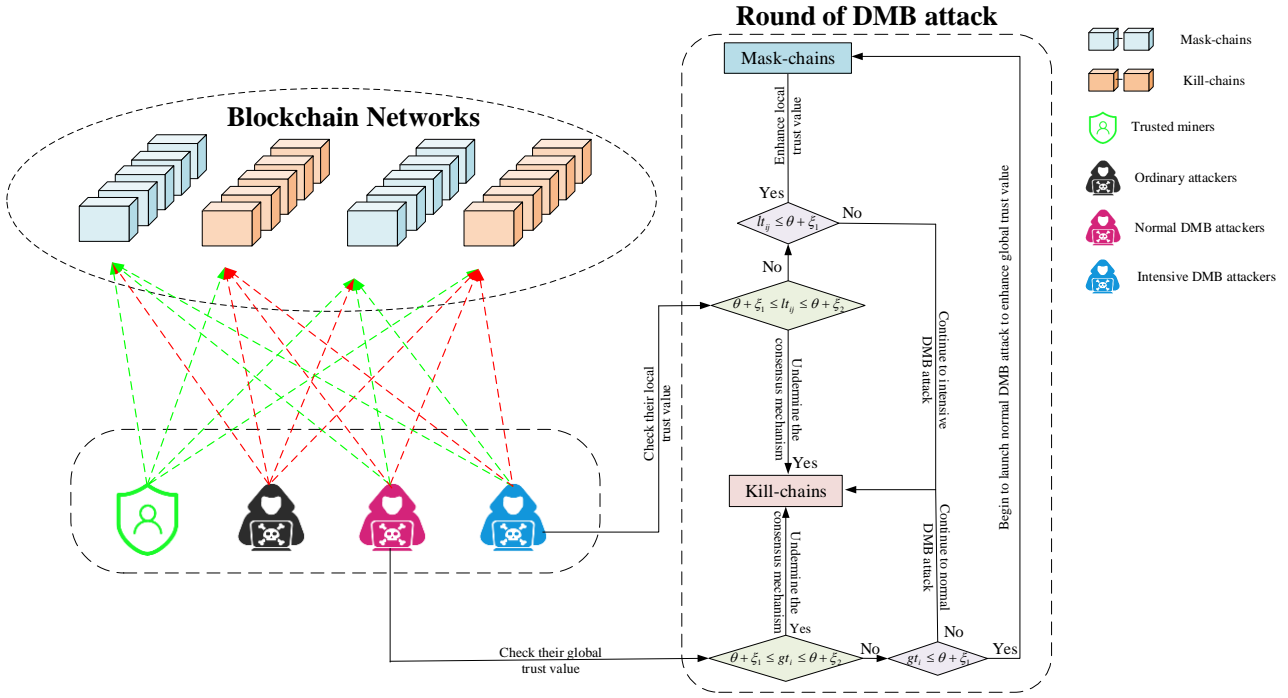 Round of DMB attack
Mask-chains
Kill-chains
Trusted miners
Ordinary attackers
Normal DMB attackers
Intensive DMB attackers
Blockchain Networks
Mask-chains
Enhance local
trust value
Yes
lt_{ij} ≤ θ + ξ_1
No
No
θ + ξ_1 ≤ lt_{ij} ≤ θ + ξ_2
Check their local
trust value
Undermine the
consensus mechanism
Yes
Continue to intensive
DMB attack
Begin to launch normal DMB attack to enhance global trust value
Kill-chains
Undermine the
consensus mechanism
Yes
Continue to normal
DMB attack
No
Check their global
trust value
θ + ξ_1 ≤ gt_i ≤ θ + ξ_2
No
gt_i ≤ θ + ξ_1
Yes